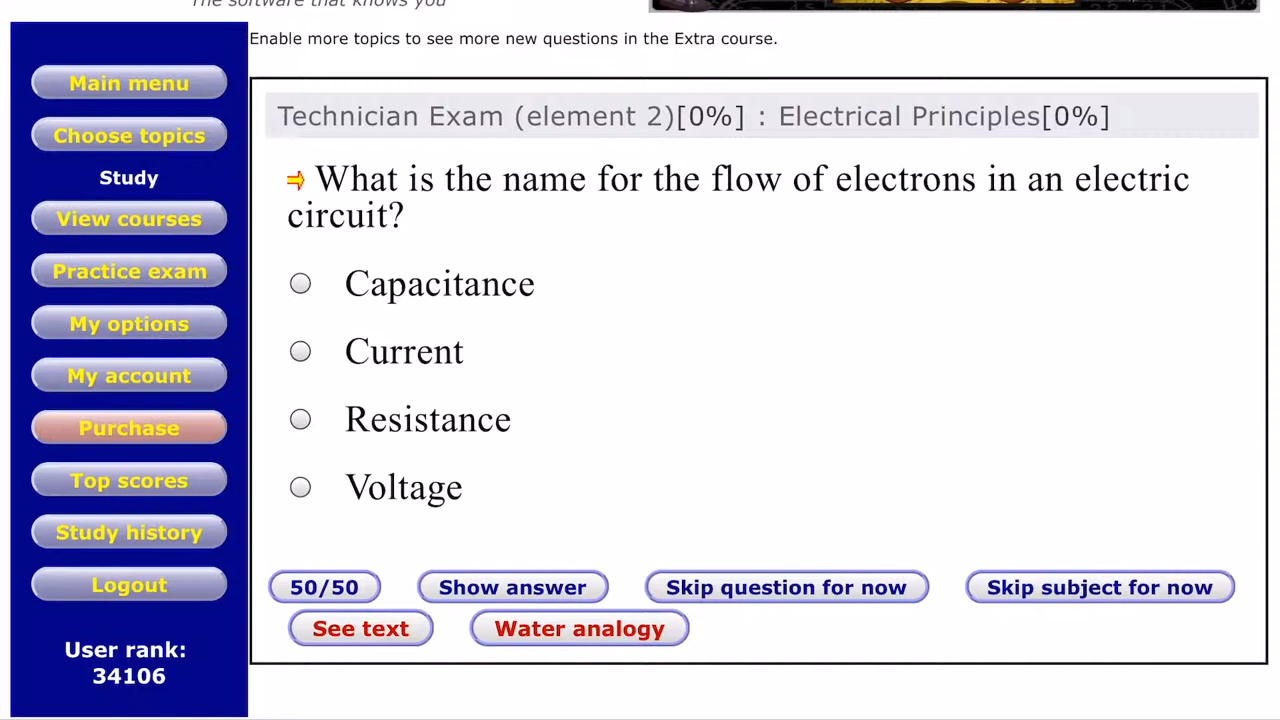 The software that knows you
Enable more topics to see more new questions in the Extra course.
Main menu
Choose topics
Study
View courses
Practice exam
My options
My account
Purchase
Top scores
Study history
Logout
User rank:
34106
Technician Exam (element 2)[0%] : Electrical Principles[0%]
What is the name for the flow of electrons in an electric
circuit?
Capacitance
Current
Resistance
Voltage
50/50 Show answer Skip question for now Skip subject for now
See text Water analogy